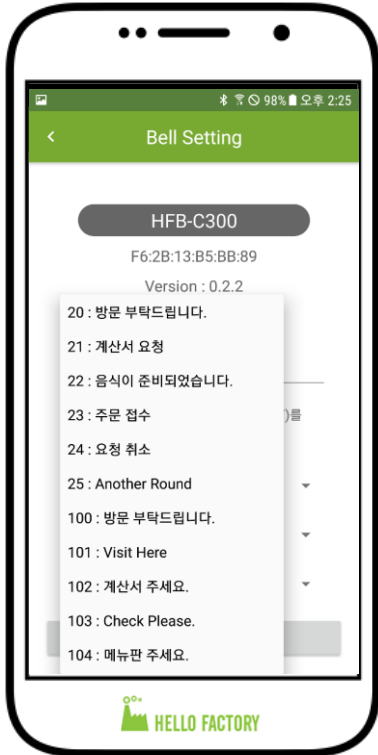 98% 오후 2:25
Bell Setting
HFB-C300
F6:2B:13:B5:BB:89
Version : 0.2.2
20 : 방문 부탁드립니다.
21 : 계산서 요청
22 : 음식이 준비되었습니다.
23 : 주문 접수
)를
24 : 요청 취소
25 : Another Round
100 : 방문 부탁드립니다.
101 : Visit Here
102 : 계산서 주세요.
103 : Check Please.
104 : 메뉴판 주세요.
HELLO FACTORY